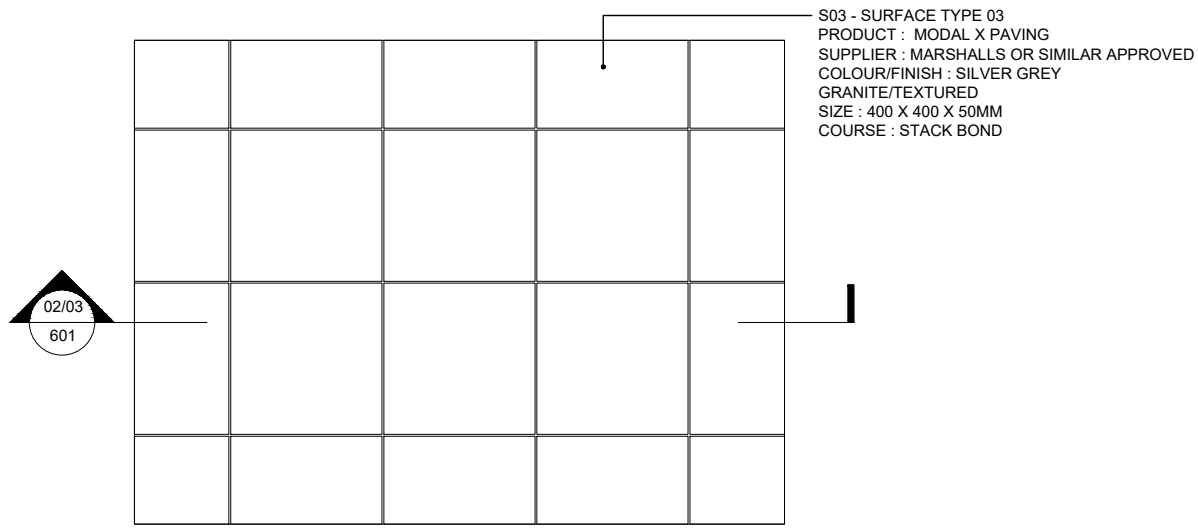 S03 - SURFACE TYPE 03
PRODUCT : MODAL X PAVING
SUPPLIER : MARSHALLS OR SIMILAR APPROVED
COLOUR/FINISH : SILVER GREY
GRANITE/TEXTURED
SIZE : 400 X 400 X 50MM
COURSE : STACK BOND
02/03
601